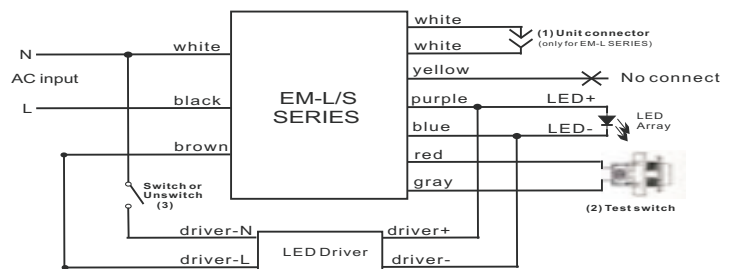 white
white
(1) Unit connector
(only for EM-L SERIES)
N
white
yellow
No connect
AC input
EM-L/S
SERIES
L
black
purple
LED+
LED
Array
blue
LED-
brown
red
gray
Switch or
Unswitch
(3)
(2) Test switch
driver-N
LED Driver
driver+
driver-L
driver-